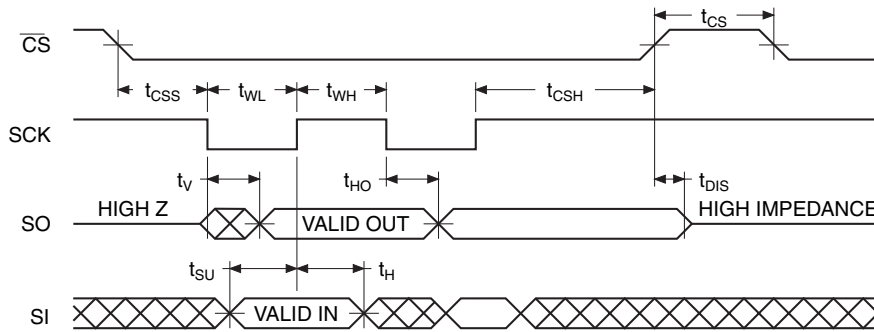 CS
tCS
tCSS
tWL
tWH
tCSH
SCK
tV
tHO
tDIS
HIGH Z
HIGH IMPEDANCE
SO
VALID OUT
tSU
tH
SI
VALID IN